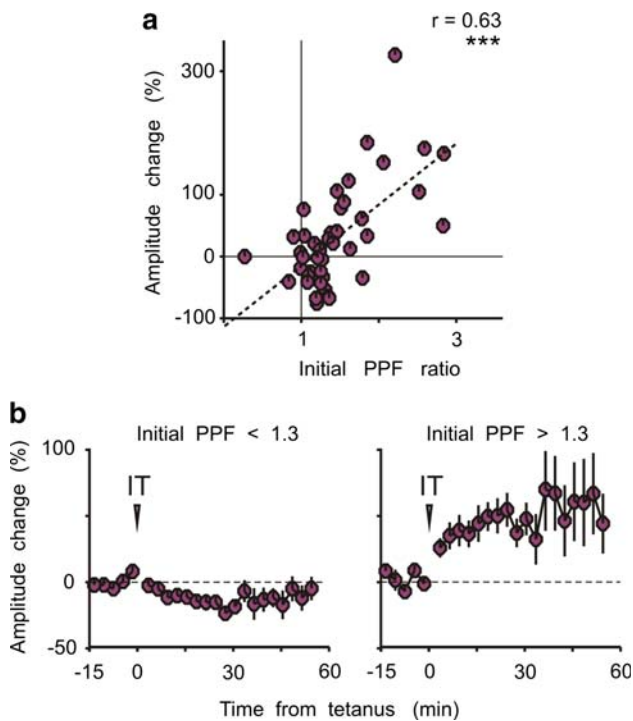 a
r = 0.63
***
Amplitude change (%)
300
100
0
-100
1 3
Initial PPF ratio
b
Initial PPF < 1.3 Initial PPF > 1.3
Amplitude change (%)
100
0
-50
IT IT
-15 0 30 60 -15 0 30 60
Time from tetanus (min)